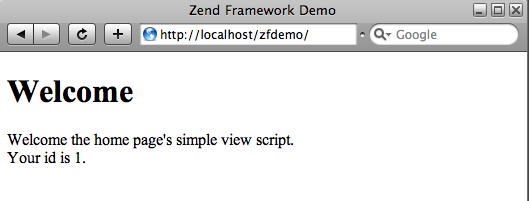 Zend Framework Demo
http://localhost/zfdemo/
Google
Welcome
Welcome the home page's simple view script.
Your id is 1.